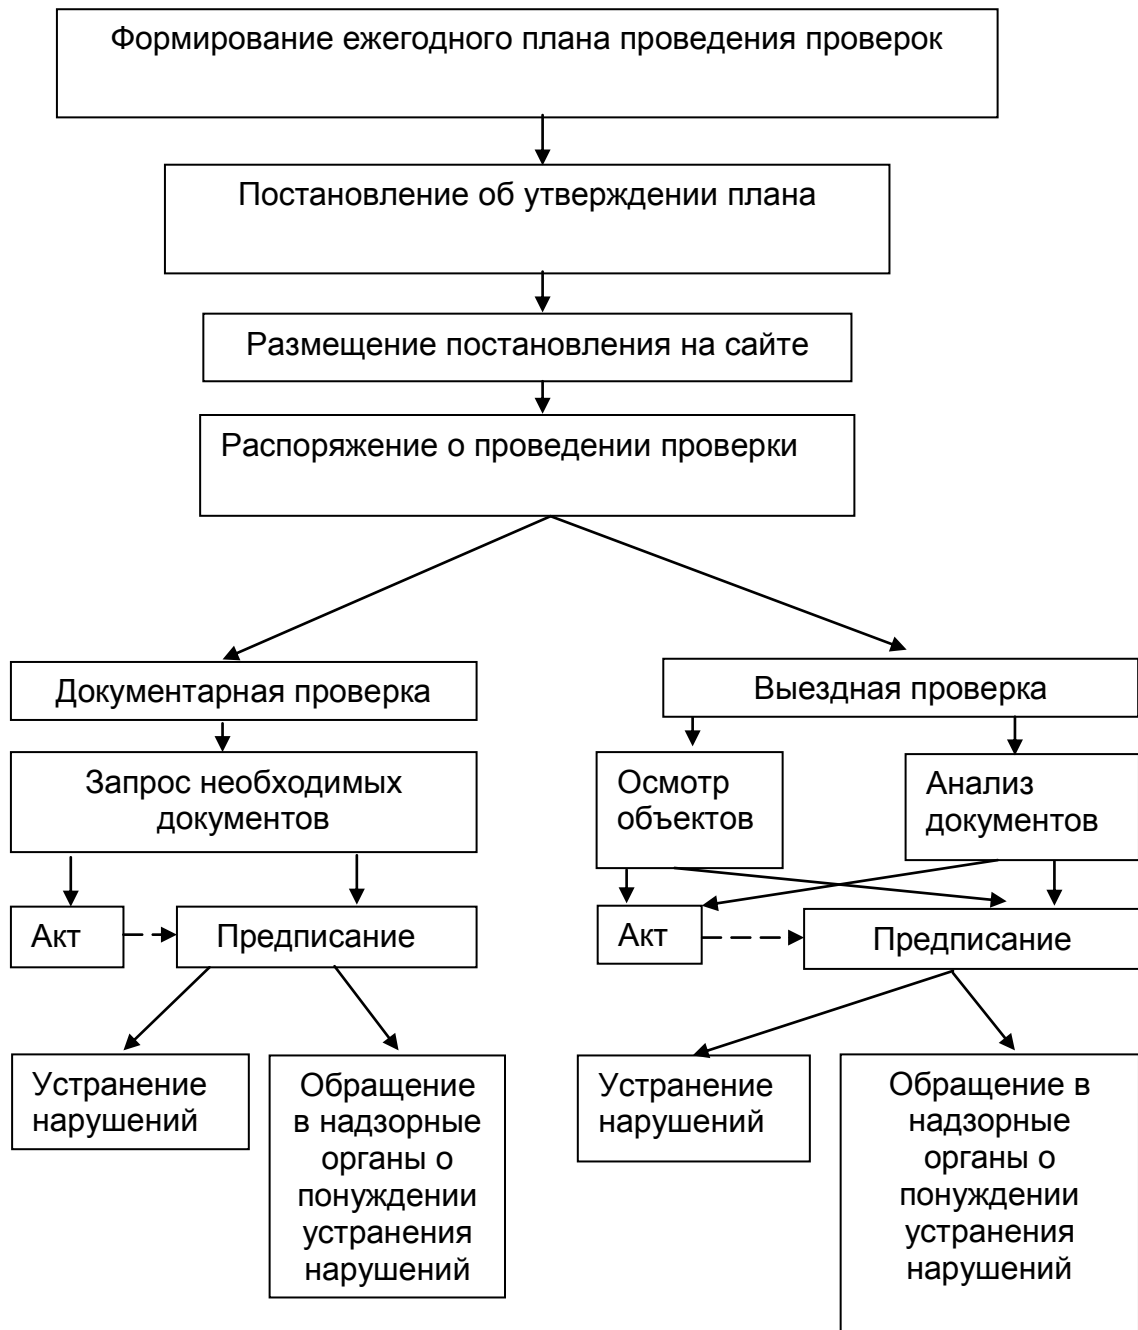 Формирование ежегодного плана проведения проверок
Постановление об утверждении плана
Размещение постановления на сайте
Распоряжение о проведении проверки
Документарная проверка
Выездная проверка
Запрос необходимых
документов
Осмотр
объектов
Анализ
документов
Акт
Предписание
Акт
Предписание
Устранение
нарушений
Обращение
в надзорные
органы о
понуждении
устранения
нарушений
Устранение
нарушений
Обращение в
надзорные
органы о
понуждении
устранения
нарушений